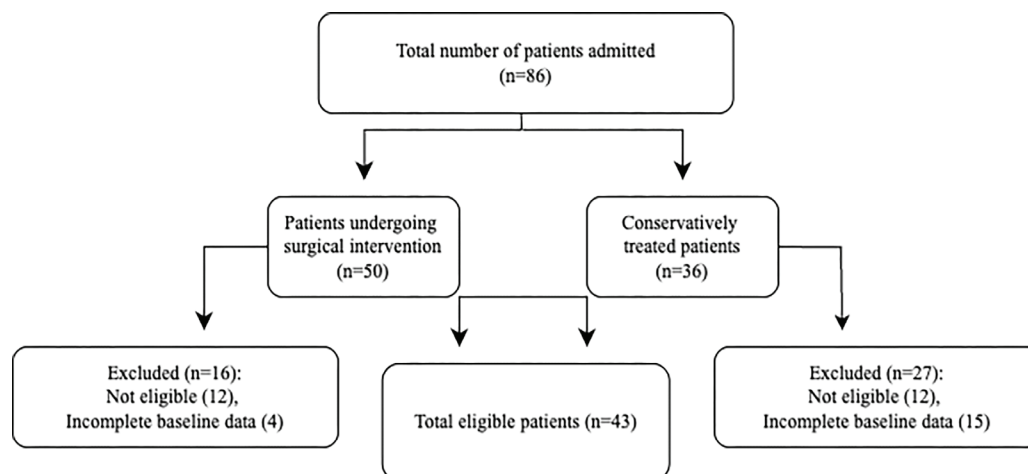 Total number of patients admitted
(n=86)
Patients undergoing
surgical intervention
(n=50)
Conservatively
treated patients
(n=36)
Excluded (n=16):
Not eligible (12),
Incomplete baseline data (4)
Total eligible patients (n=43)
Excluded (n=27):
Not eligible (12),
Incomplete baseline data (15)